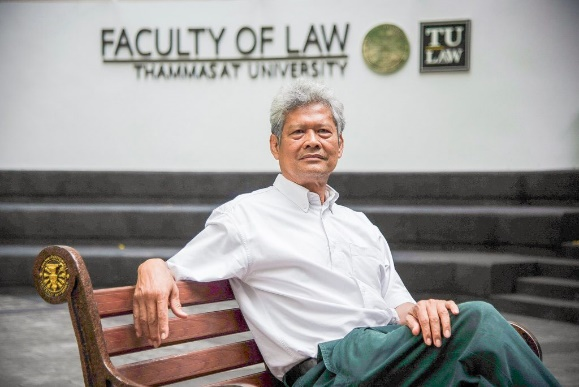 FACULTY OF LAW
THAMMASAT UNIVERSITY
TU
LAW